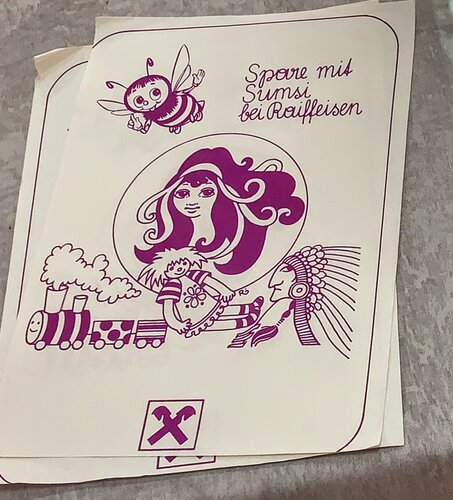 Spare mit
Sumsi
bei Raiffeisen